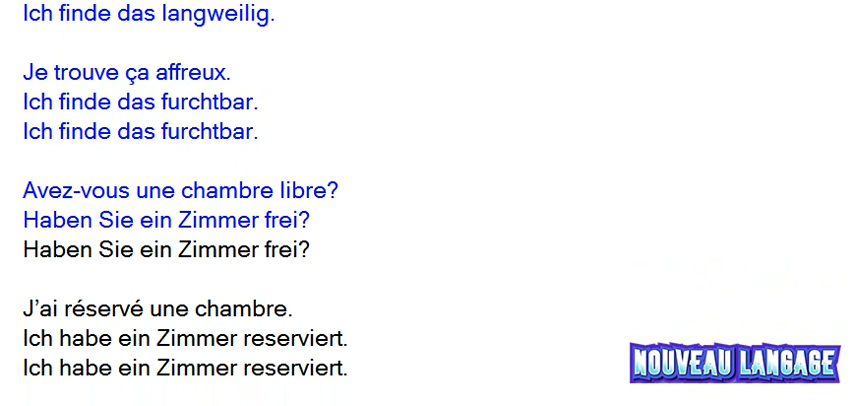 Ich finde das langweilig.
Je trouve ça affreux.
Ich finde das furchtbar.
Ich finde das furchtbar.
Avez-vous une chambre libre?
Haben Sie ein Zimmer frei?
Haben Sie ein Zimmer frei?
J'ai réservé une chambre.
Ich habe ein Zimmer reserviert.
Ich habe ein Zimmer reserviert.
NOUVEAU LANGAGE